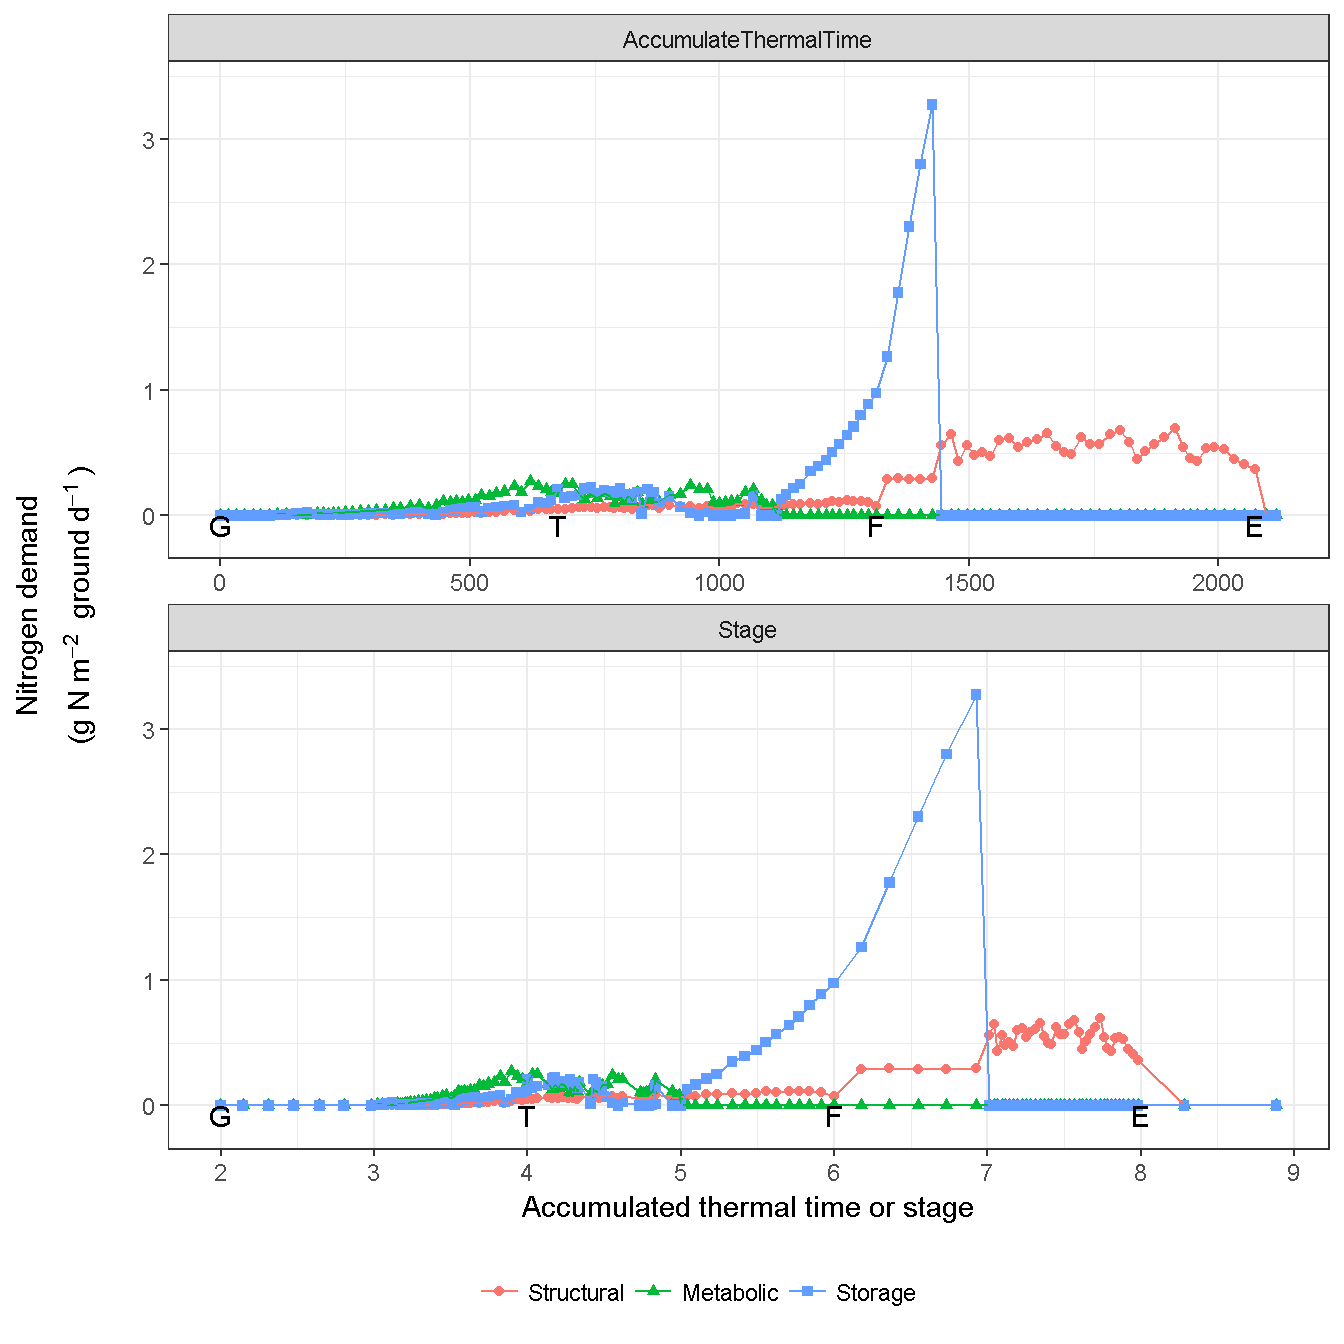 AccumulateThermalTime
3
2
1
0
G T F E
0 500 1000 1500 2000
Nitrogen demand
(g N m⁻² ground d⁻¹)
Stage
3
2
1
0
G T F E
2 3 4 5 6 7 8 9
Accumulated thermal time or stage
Structural Metabolic Storage